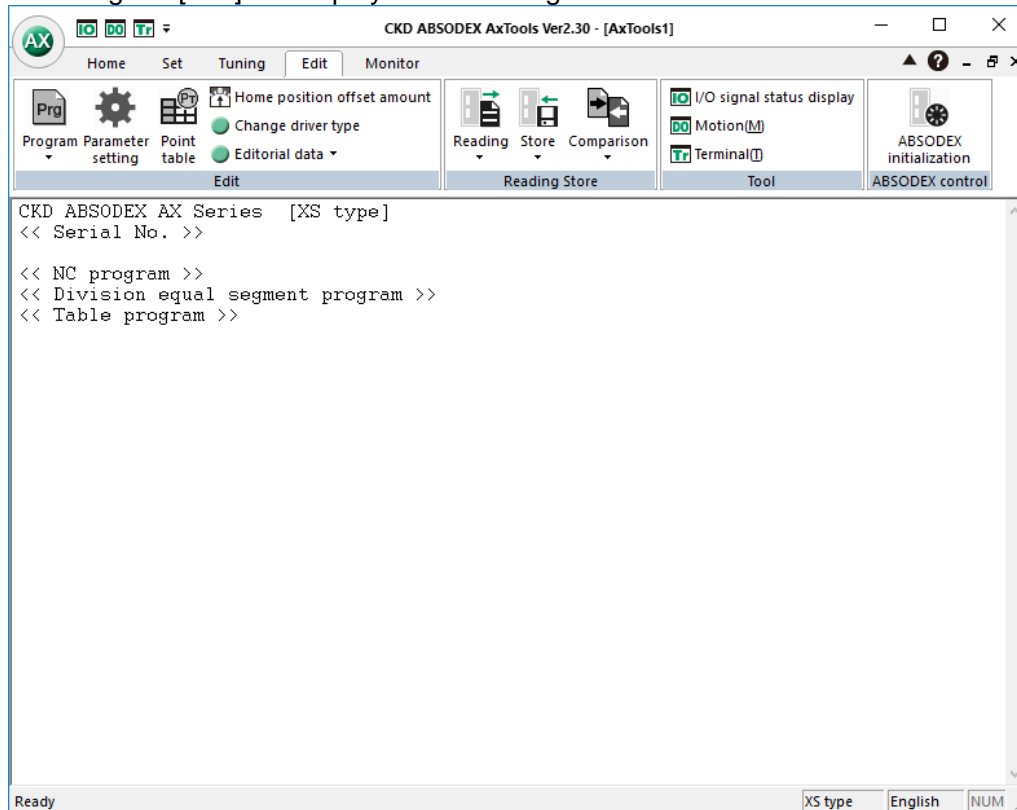 AX IO DO Tr CKD ABSODEX AxTools Ver2.30 - [AxTools1]
Home Set Tuning Edit Monitor
Prg
Program
Parameter setting
Point table
Home position offset amount
Change driver type
Editorial data
Edit
Reading
Store
Comparison
Reading Store
IO I/O signal status display
DO Motion(M)
Tr Terminal(T)
Tool
ABSODEX initialization
ABSODEX control
CKD ABSODEX AX Series [XS type]
<< Serial No. >>
<< NC program >>
<< Division equal segment program >>
<< Table program >>
Ready XS type English NUM